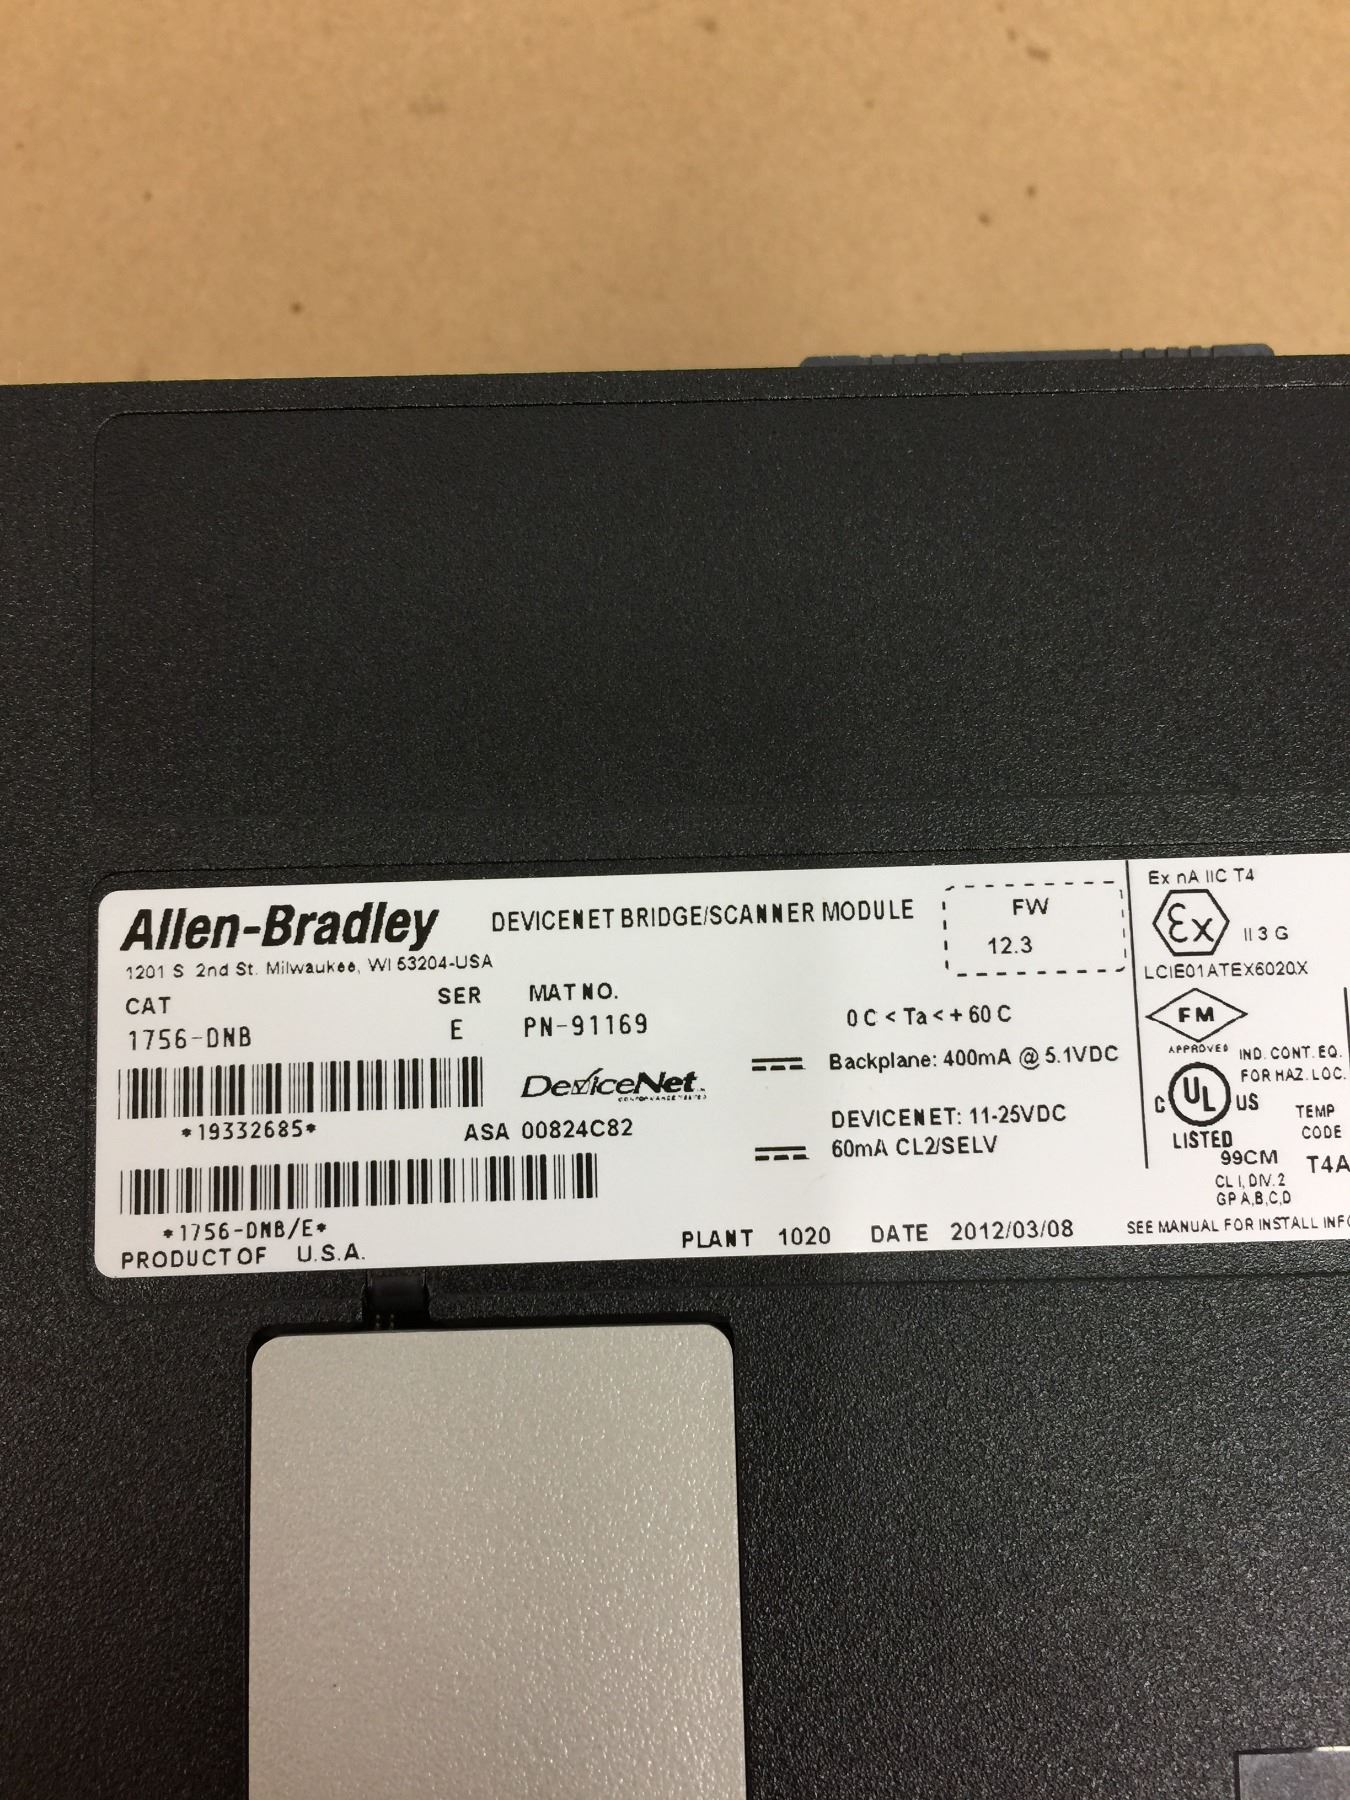 Allen-Bradley
DEVICENET BRIDGE/SCANNER MODULE
1201 S 2nd St. Milwaukee, WI 53204-USA
CAT SER MAT NO.
1756-DNB E PN-91169
DeviceNet
*19332685* ASA 00824C82
*1756-DNB/E*
PRODUCT OF U.S.A.
FW
12.3
0 C < Ta < + 60 C
Backplane: 400mA @ 5.1VDC
DEVICENET: 11-25VDC
60mA CL2/SELV
PLANT 1020 DATE 2012/03/08
Ex nA IIC T4
Ex II 3 G
LCIE01ATEX6020X
FM
APPROVED
C UL US
LISTED
IND. CONT. EQ.
FOR HAZ. LOC.
99CM
CL I, DIV. 2
GP A,B,C,D
TEMP
CODE
T4A
SEE MANUAL FOR INSTALL INFO